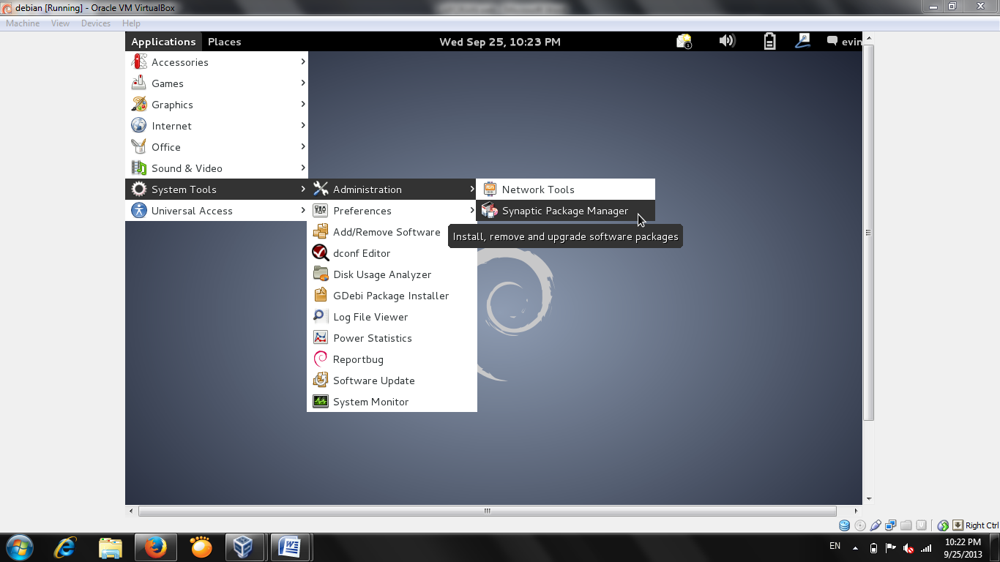 debian [Running] - Oracle VM VirtualBox
Machine View Devices Help
Applications Places Wed Sep 25, 10:23 PM 1 evin
Accessories
Games
Graphics
Internet
Office
Sound & Video
System Tools
Universal Access
Administration
Preferences
Add/Remove Software
dconf Editor
Disk Usage Analyzer
GDebi Package Installer
Log File Viewer
Power Statistics
Reportbug
Software Update
System Monitor
Network Tools
Synaptic Package Manager
Install, remove and upgrade software packages
Right Ctrl
EN
10:22 PM
9/25/2013